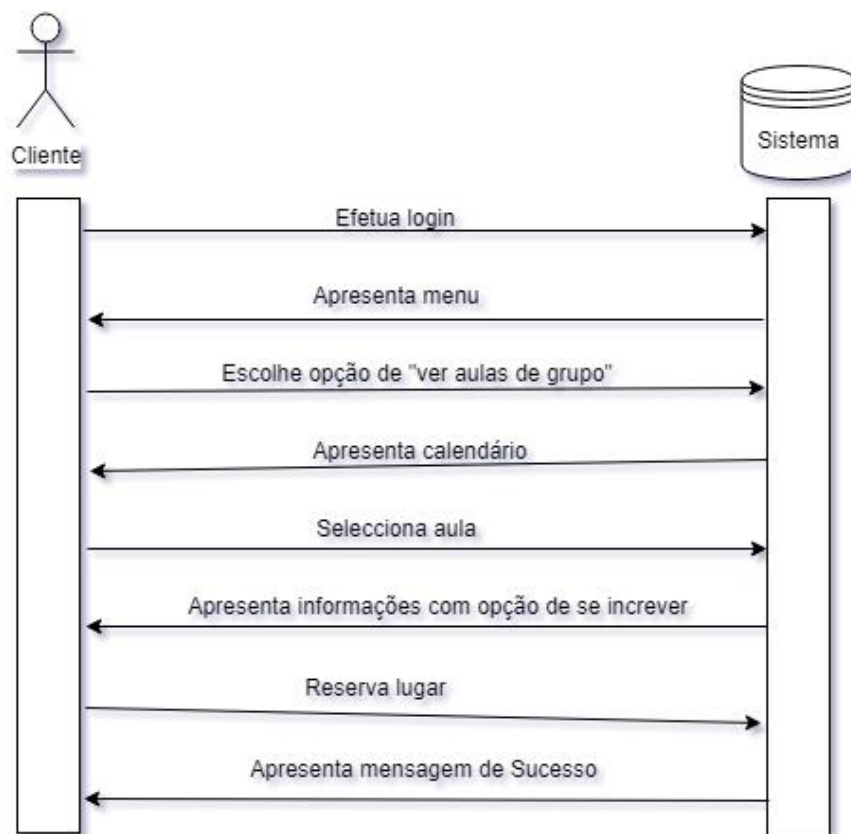 Cliente
Sistema
Efetua login
Apresenta menu
Escolhe opção de "ver aulas de grupo"
Apresenta calendário
Selecciona aula
Apresenta informações com opção de se increver
Reserva lugar
Apresenta mensagem de Sucesso